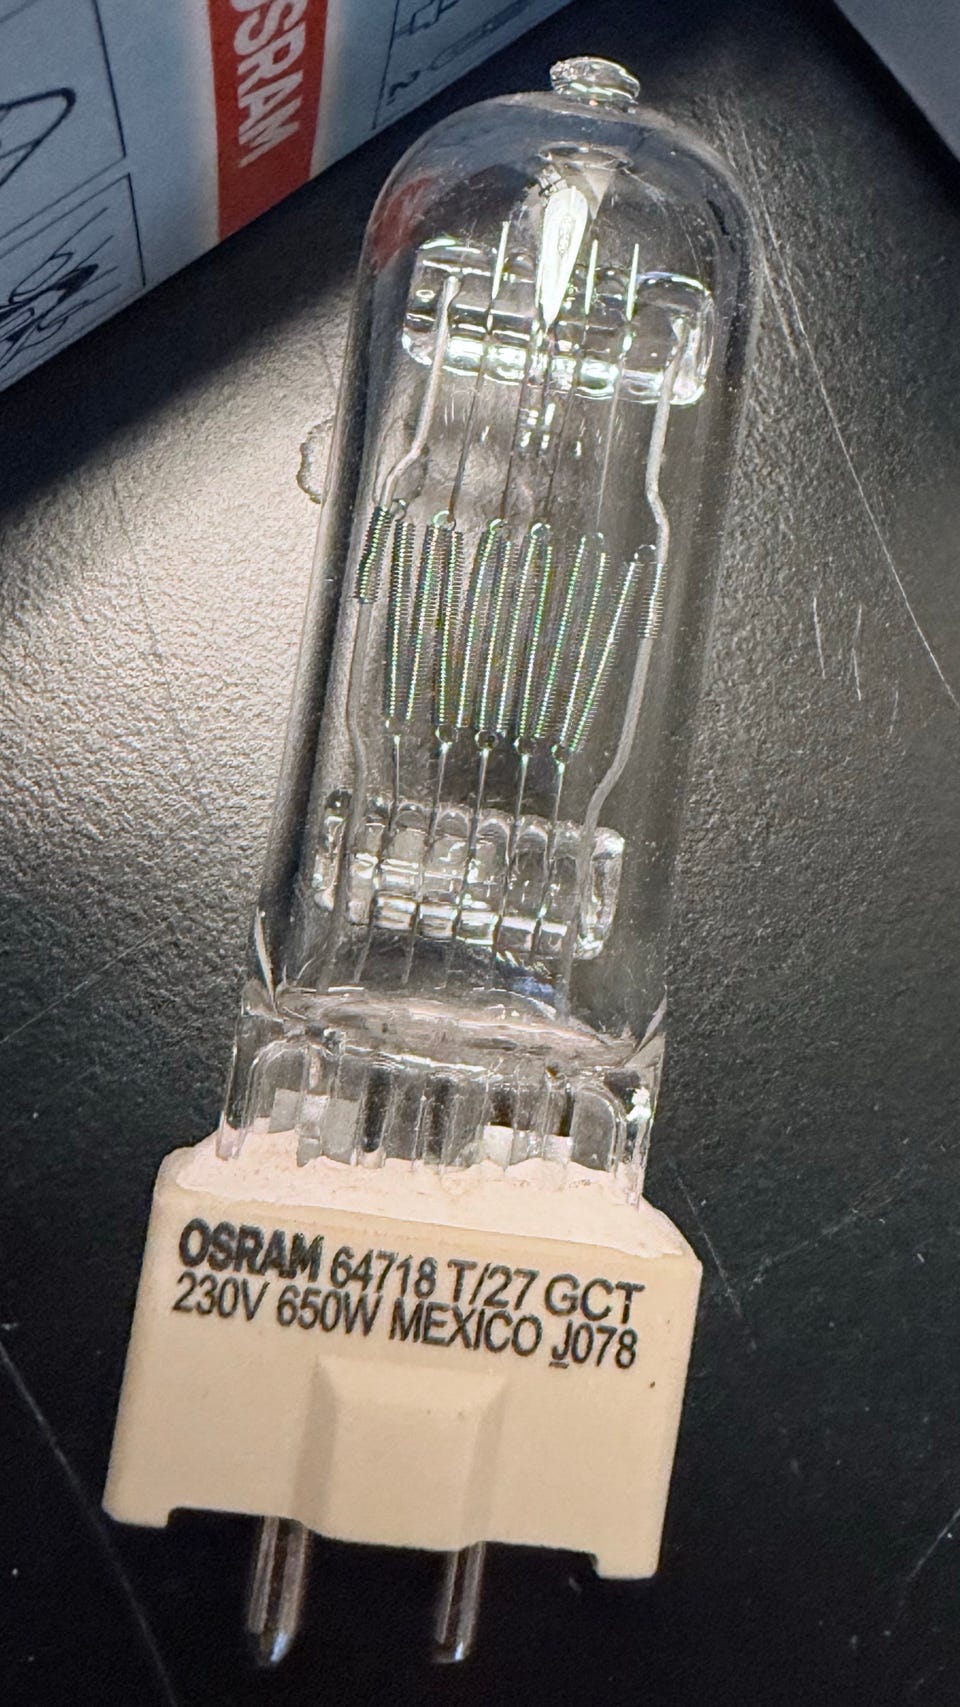 OSRAM
OSRAM 64718 T/27 GCT
230V 650W MEXICO J078